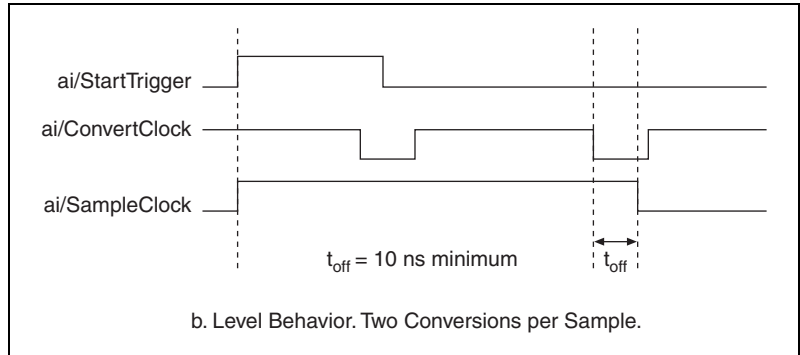 ai/StartTrigger
ai/ConvertClock
ai/SampleClock
t_off = 10 ns minimum
t_off
b. Level Behavior. Two Conversions per Sample.